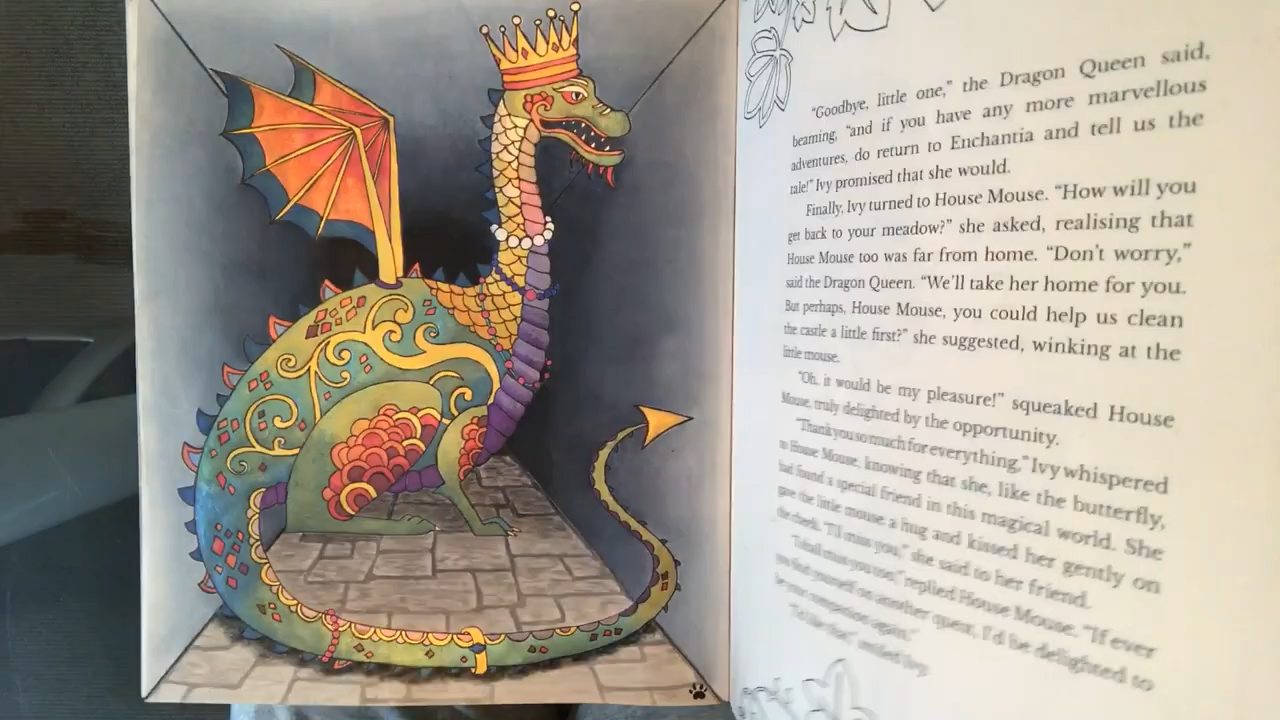 “Goodbye, little one,” the Dragon Queen said,
beaming, “and if you have any more marvellous
adventures, do return to Enchantia and tell us the
tale!” Ivy promised that she would.
Finally, Ivy turned to House Mouse. “How will you
get back to your meadow?” she asked, realising that
House Mouse too was far from home. “Don’t worry,”
said the Dragon Queen. “We’ll take her home for you.
But perhaps, House Mouse, you could help us clean
the castle a little first?” she suggested, winking at the
little mouse.
“Oh, it would be my pleasure!” squeaked House
Mouse, truly delighted by the opportunity.
“Thank you so much for everything,” Ivy whispered
to House Mouse, knowing that she, like the butterfly,
had found a special friend in this magical world. She
gave the little mouse a hug and kissed her gently on
the cheek. “I’ll miss you,” she said to her friend.
“I shall miss you too,” replied House Mouse. “If ever
you find yourself on another quest, I’d be delighted to
be your companion again.”
“I’d like that,” smiled Ivy.